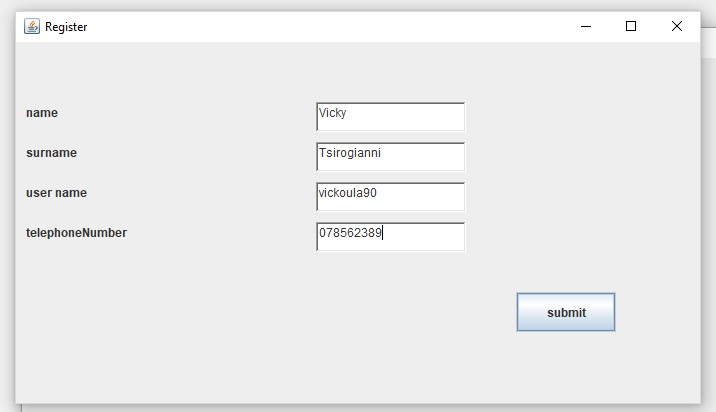 Register
name Vicky
surname Tsirogianni
user name vickoula90
telephoneNumber 078562389
submit